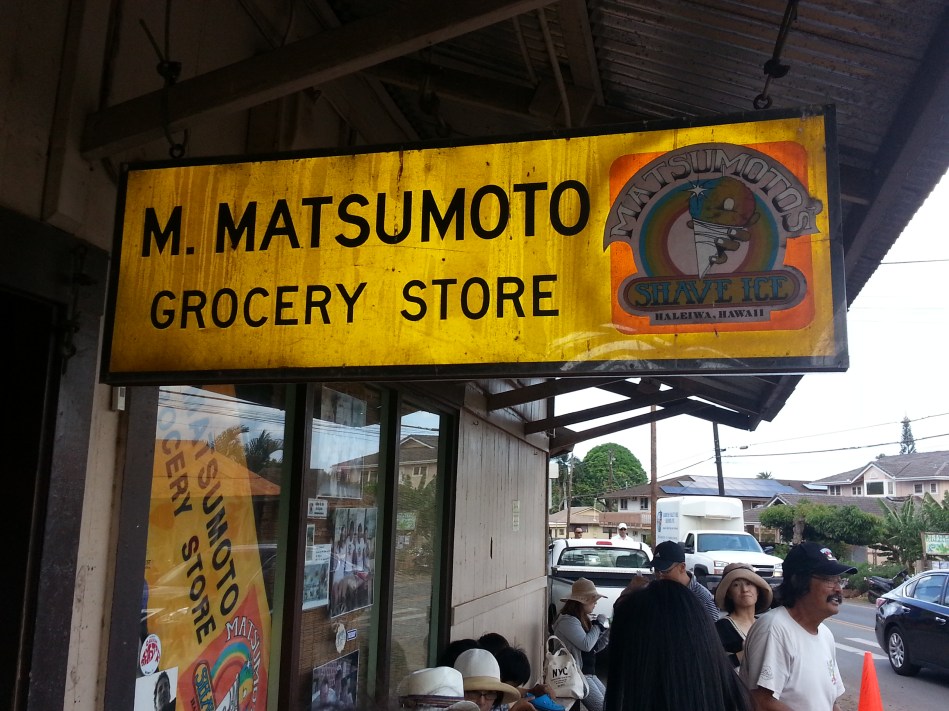 M. MATSUMOTO
GROCERY STORE
MATSUMOTO'S
SHAVE ICE
HALEIWA, HAWAII
MATSUMOTO
GROCERY STORE
NYC